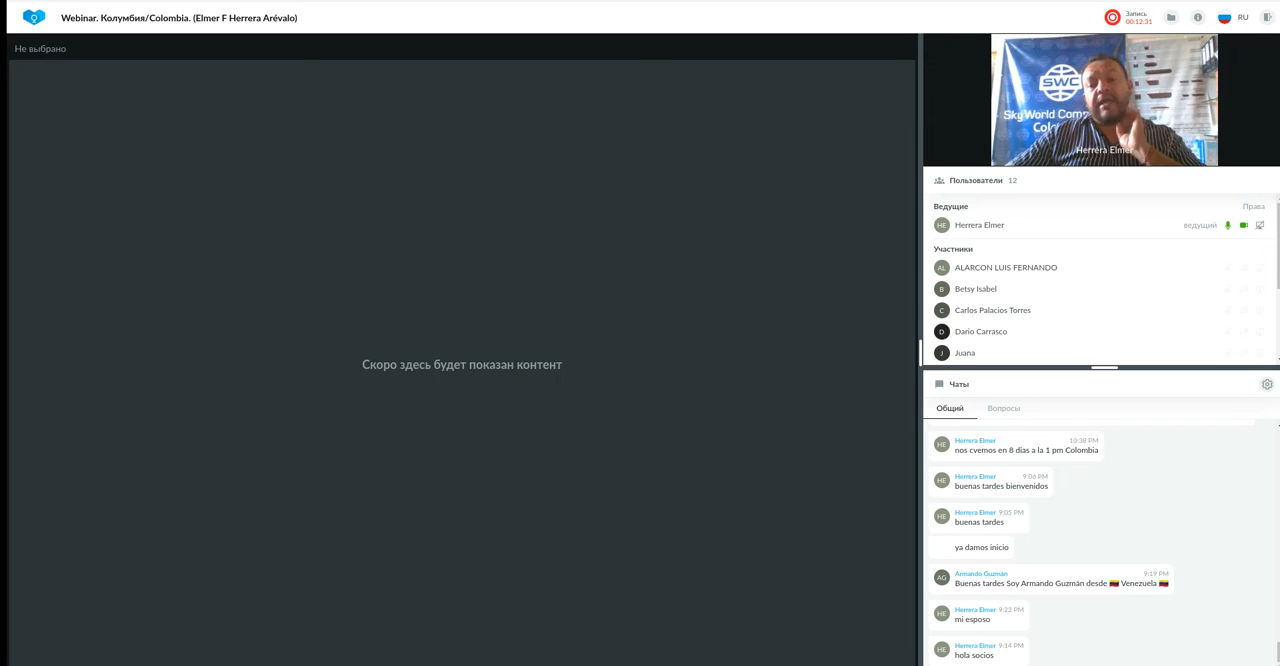 Webinar. Колумбия/Colombia. (Elmer F Herrera Arévalo)
Запись
00:12:31
RU
Не выбрано
Скоро здесь будет показан контент
SWC
SkyWorld Com
Col
Herrera Elmer
Пользователи 12
Ведущие Права
HE Herrera Elmer ведущий
Участники
AL ALARCON LUIS FERNANDO
B Betsy Isabel
C Carlos Palacios Torres
D Dario Carrasco
J Juana
Чаты
Общий Вопросы
HE Herrera Elmer 10:38 PM
nos cvemos en 8 dias a la 1 pm Colombia
HE Herrera Elmer 9:06 PM
buenas tardes bienvenidos
HE Herrera Elmer 9:05 PM
buenas tardes
ya damos inicio
AG Armando Guzmán 9:19 PM
Buenas tardes Soy Armando Guzmán desde 🇻🇪 Venezuela 🇻🇪
HE Herrera Elmer 9:22 PM
mi esposo
HE Herrera Elmer 9:14 PM
hola socios